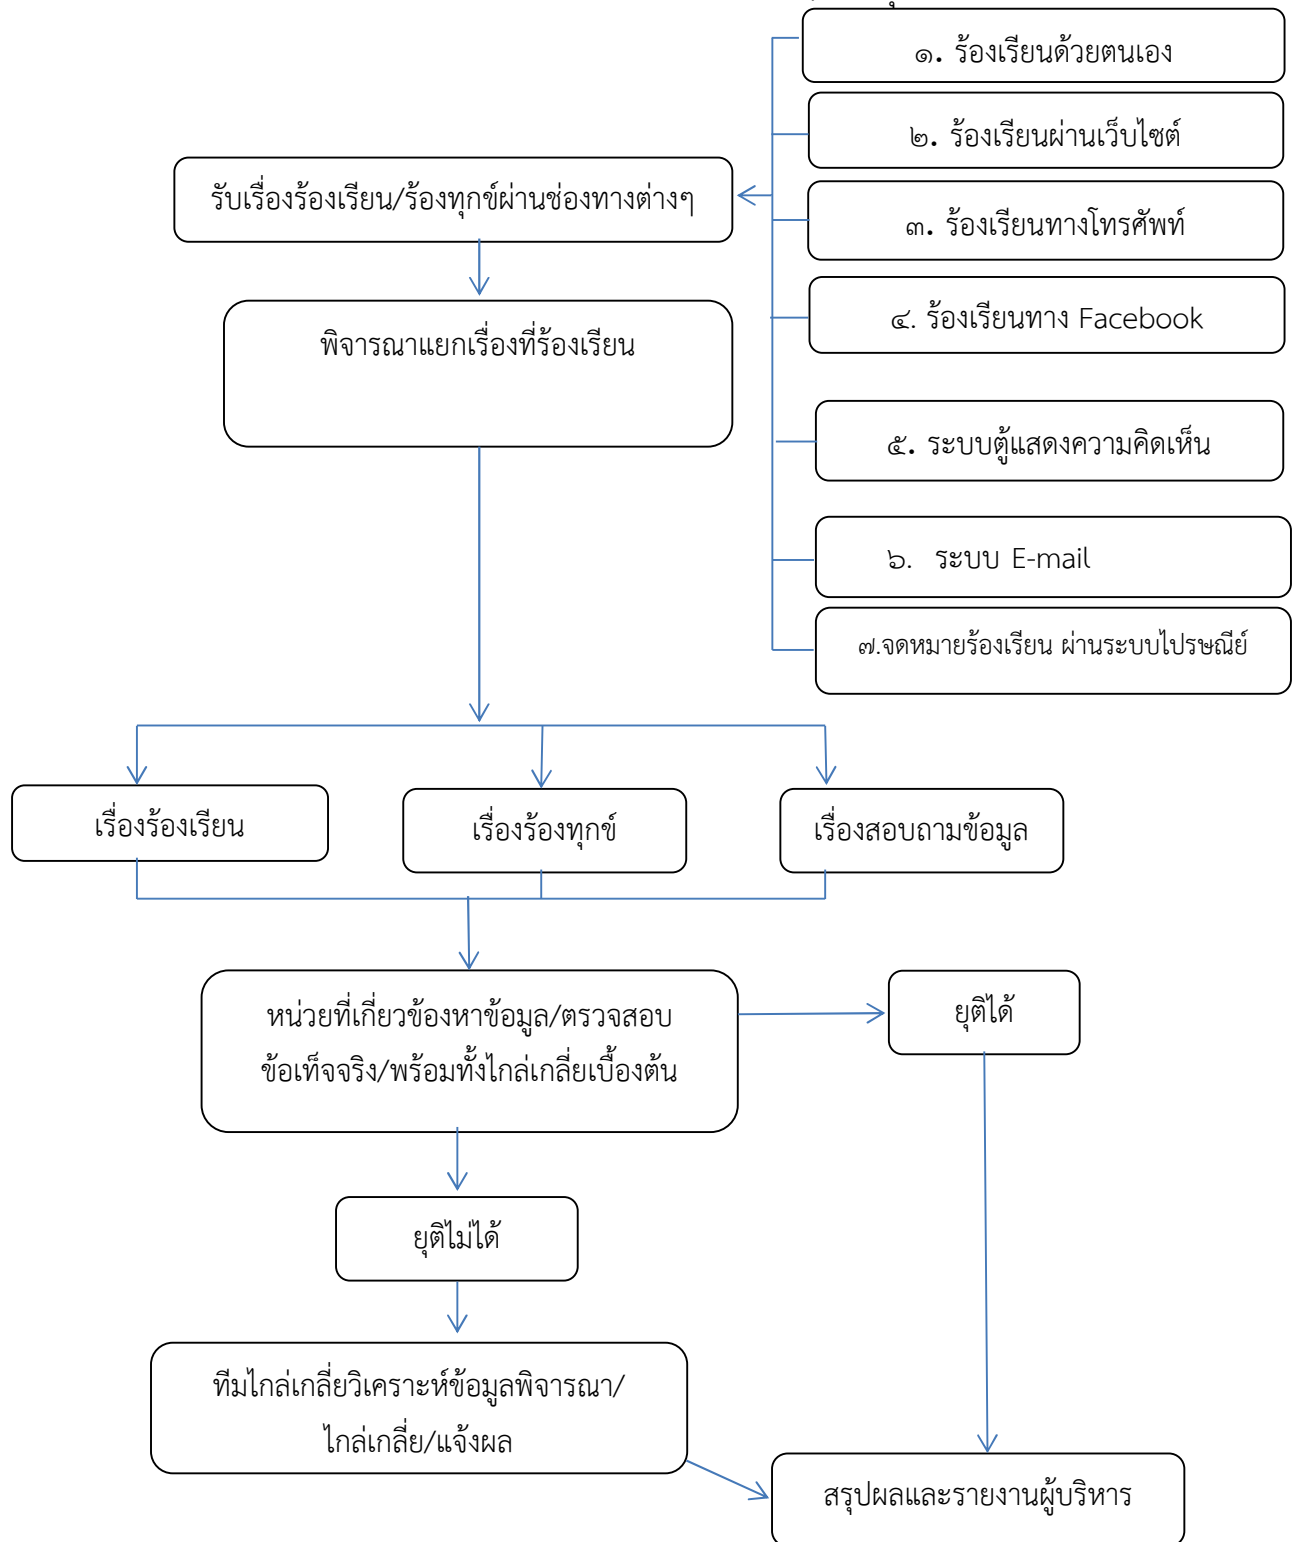 ๑. ร้องเรียนด้วยตนเอง
๒. ร้องเรียนผ่านเว็บไซต์
รับเรื่องร้องเรียน/ร้องทุกข์ผ่านช่องทางต่างๆ
๓. ร้องเรียนทางโทรศัพท์
๔. ร้องเรียนทาง Facebook
พิจารณาแยกเรื่องที่ร้องเรียน
๕. ระบบตู้แสดงความคิดเห็น
๖. ระบบ E-mail
๗.จดหมายร้องเรียน ผ่านระบบไปรษณีย์
เรื่องร้องเรียน
เรื่องร้องทุกข์
เรื่องสอบถามข้อมูล
หน่วยที่เกี่ยวข้องหาข้อมูล/ตรวจสอบ
ข้อเท็จจริง/พร้อมทั้งไกล่เกลี่ยเบื้องต้น
ยุติได้
ยุติไม่ได้
ทีมไกล่เกลี่ยวิเคราะห์ข้อมูลพิจารณา/
ไกล่เกลี่ย/แจ้งผล
สรุปผลและรายงานผู้บริหาร